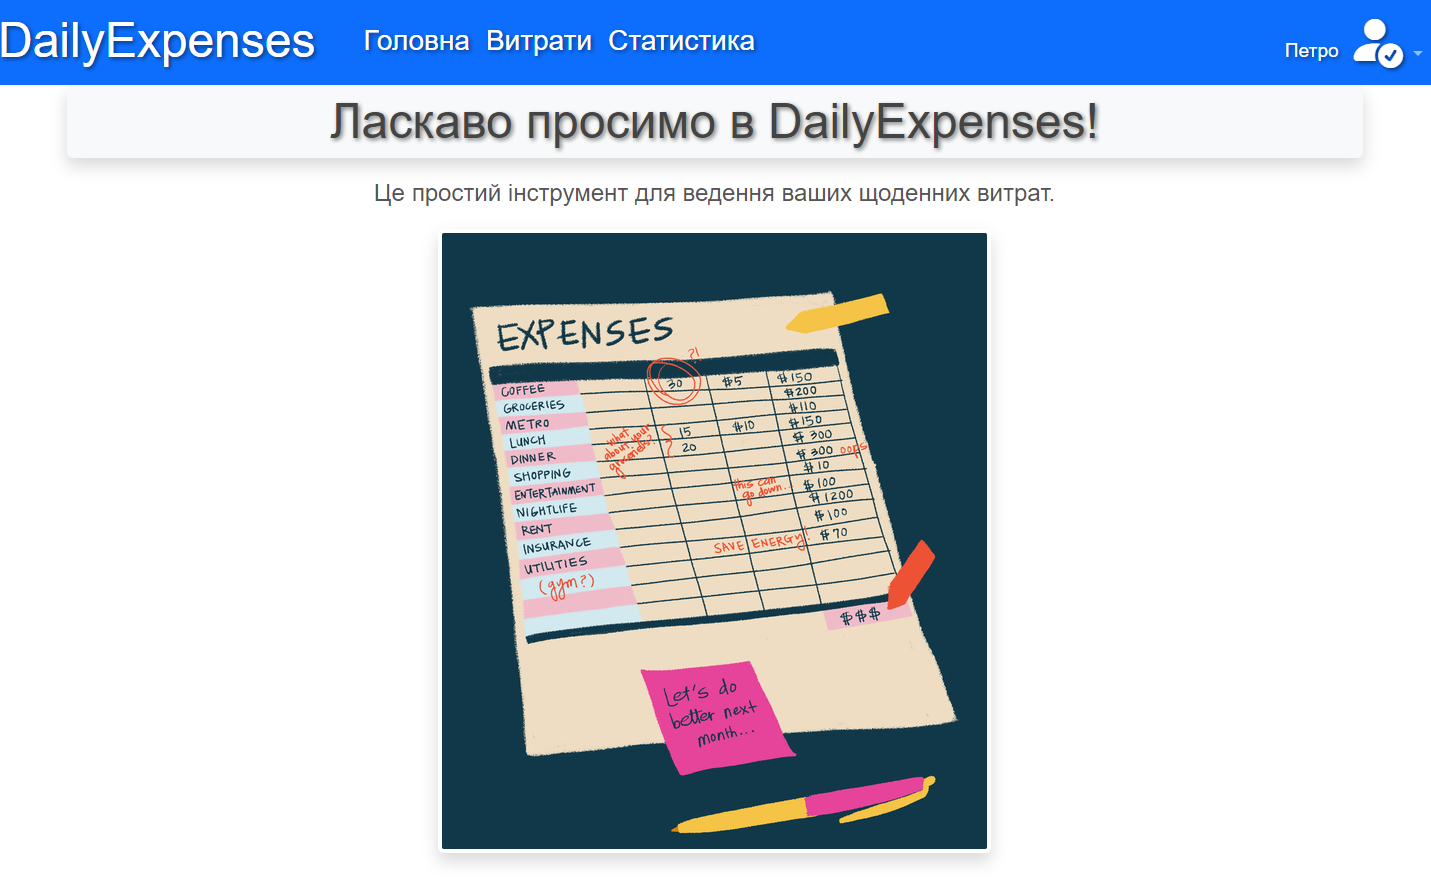 DailyExpenses Головна Витрати Статистика Петро
Ласкаво просимо в DailyExpenses!
Це простий інструмент для ведення ваших щоденних витрат.
EXPENSES
?!
COFFEE 30 $5 $150
GROCERIES $200
METRO $110
LUNCH 15 $10 $150
DINNER 20 $300
SHOPPING $300 oops
ENTERTAINMENT $10
NIGHTLIFE $100
RENT $1200
INSURANCE $100
UTILITIES $70
what
about your
groceries?
this can
go down...
SAVE ENERGY!
(gym?)
$$$
Let's do
better next
month...